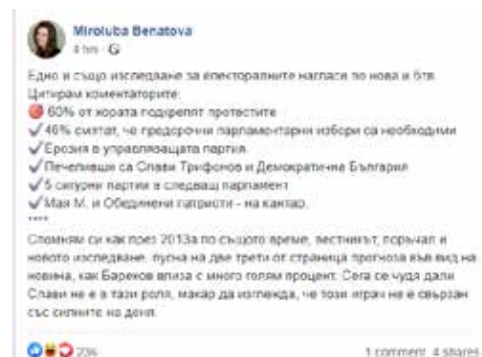 Miroluba Benatova
4 hrs ·
Едно и също изследване за електоралните нагласи по нова и бтв.
Цитирам коментаторите:
60% от хората подкрепят протестите
46% смятат, че предсрочни парламентарни избори са необходими
Ерозия в управляващата партия.
Печеливши са Слави Трифонов и Демократична България
5 сигурни партии в следващ парламент
Мая М. и Обединени патриоти - на кантар.
****
Спомням си как през 2013а по същото време, вестникът, поръчал и
новото изследване, пусна на две трети от страница прогноза във вид на
новина, как Бареков влиза с много голям процент. Сега се чудя дали
Слави не е в тази роля, макар да изглежда, че този играч не е свързан
със силните на деня.
236
1 comment 4 shares